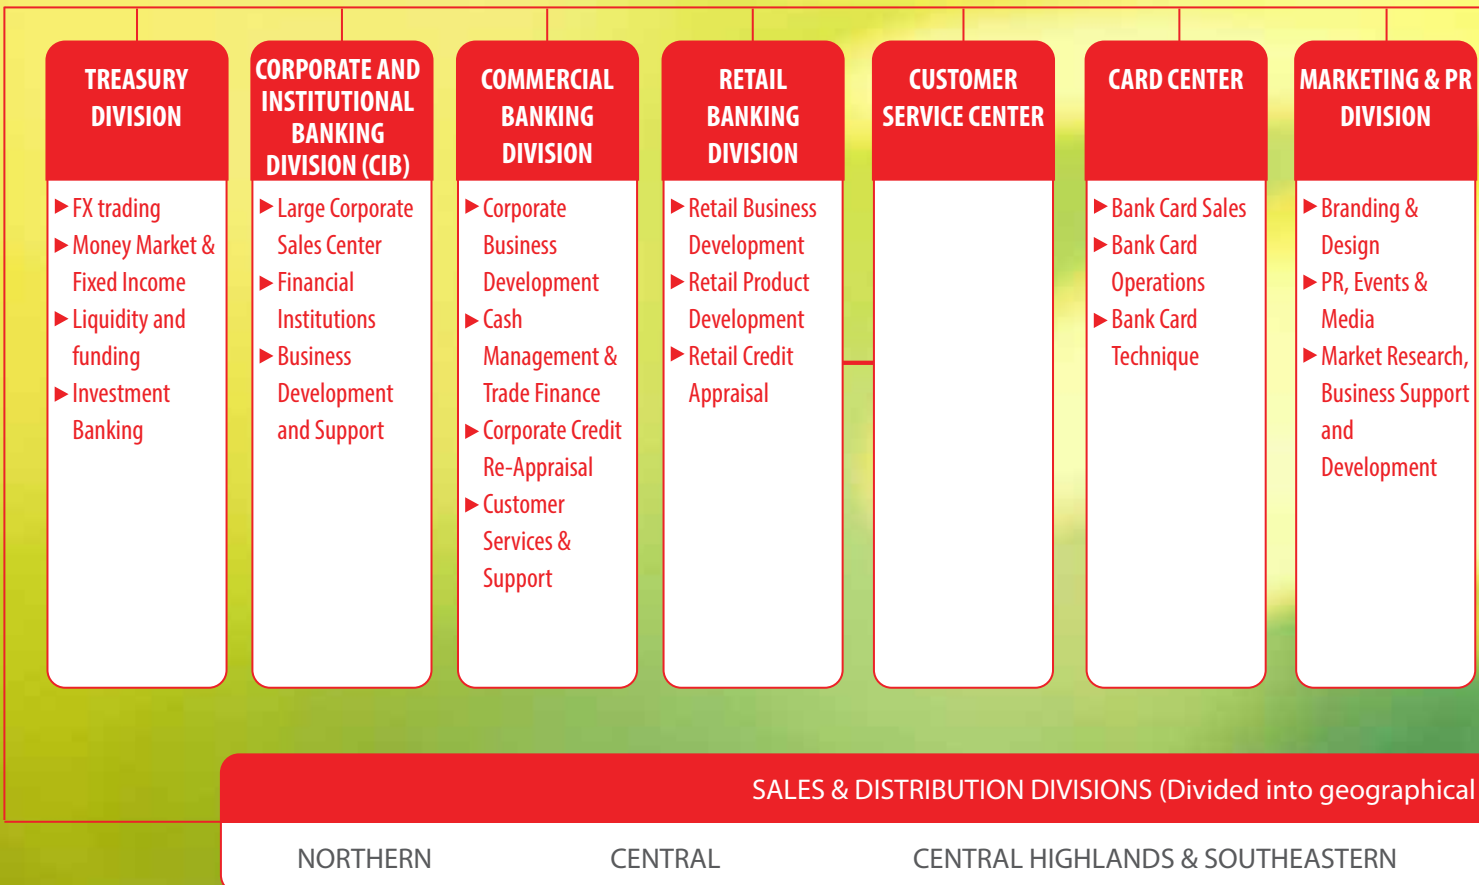 TREASURY
DIVISION
► FX trading
► Money Market &
Fixed Income
► Liquidity and
funding
► Investment
Banking
CORPORATE AND
INSTITUTIONAL
BANKING
DIVISION (CIB)
► Large Corporate
Sales Center
► Financial
Institutions
► Business
Development
and Support
COMMERCIAL
BANKING
DIVISION
► Corporate
Business
Development
► Cash
Management &
Trade Finance
► Corporate Credit
Re-Appraisal
► Customer
Services &
Support
RETAIL
BANKING
DIVISION
► Retail Business
Development
► Retail Product
Development
► Retail Credit
Appraisal
CUSTOMER
SERVICE CENTER
CARD CENTER
► Bank Card Sales
► Bank Card
Operations
► Bank Card
Technique
MARKETING & PR
DIVISION
► Branding &
Design
► PR, Events &
Media
► Market Research,
Business Support
and
Development
SALES & DISTRIBUTION DIVISIONS (Divided into geographical
NORTHERN CENTRAL CENTRAL HIGHLANDS & SOUTHEASTERN